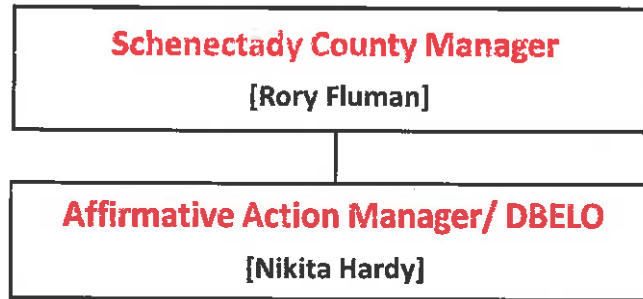 Schenectady County Manager
[Rory Fluman]
Affirmative Action Manager/ DBELO
[Nikita Hardy]